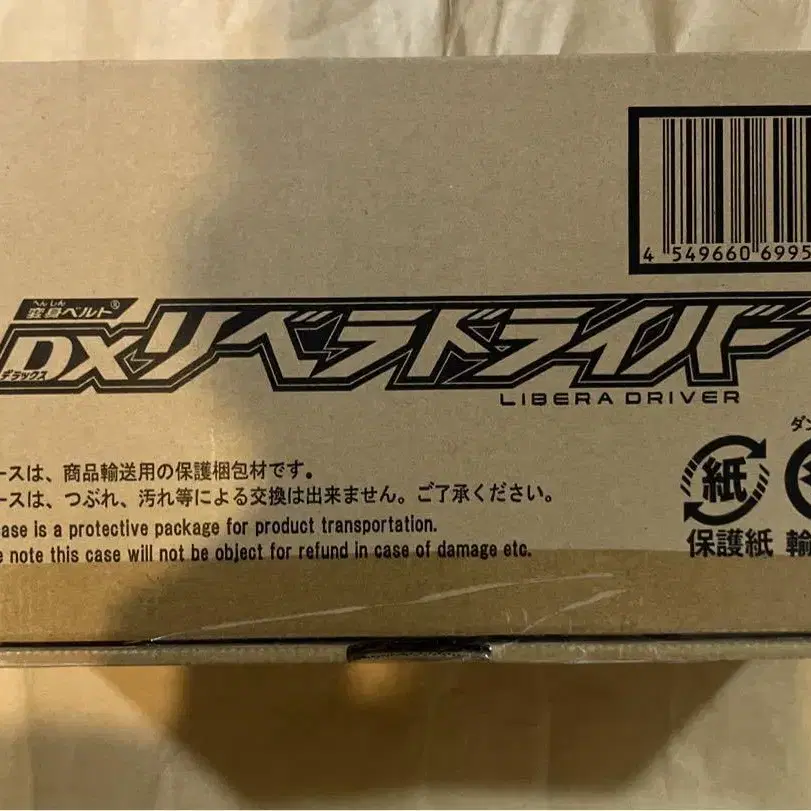 4 549660 6995
へんしん
変身ベルト®
DXリベラドライバー
デラックス
LIBERA DRIVER
ースは、商品輸送用の保護梱包材です。
ースは、つぶれ、汚れ等による交換は出来ません。ご了承ください。
case is a protective package for product transportation.
e note this case will not be object for refund in case of damage etc.
ダン
紙
保護紙 輸